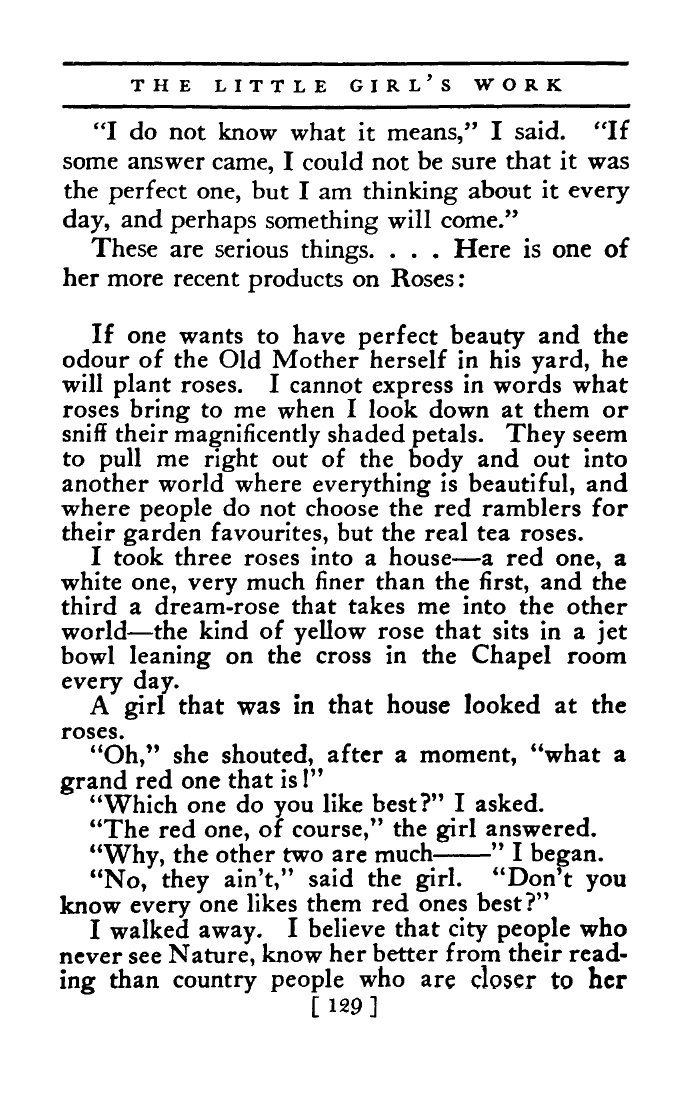 THE LITTLE GIRL'S WORK
"I do not know what it means," I said. "If
some answer came, I could not be sure that it was
the perfect one, but I am thinking about it every
day, and perhaps something will come."
These are serious things. . . . Here is one of
her more recent products on Roses:
If one wants to have perfect beauty and the
odour of the Old Mother herself in his yard, he
will plant roses. I cannot express in words what
roses bring to me when I look down at them or
sniff their magnificently shaded petals. They seem
to pull me right out of the body and out into
another world where everything is beautiful, and
where people do not choose the red ramblers for
their garden favourites, but the real tea roses.
I took three roses into a house—a red one, a
white one, very much finer than the first, and the
third a dream-rose that takes me into the other
world—the kind of yellow rose that sits in a jet
bowl leaning on the cross in the Chapel room
every day.
A girl that was in that house looked at the
roses.
"Oh," she shouted, after a moment, "what a
grand red one that is!"
"Which one do you like best?" I asked.
"The red one, of course," the girl answered.
"Why, the other two are much——" I began.
"No, they ain't," said the girl. "Don't you
know every one likes them red ones best?"
I walked away. I believe that city people who
never see Nature, know her better from their read-
ing than country people who are closer to her
[ 129 ]